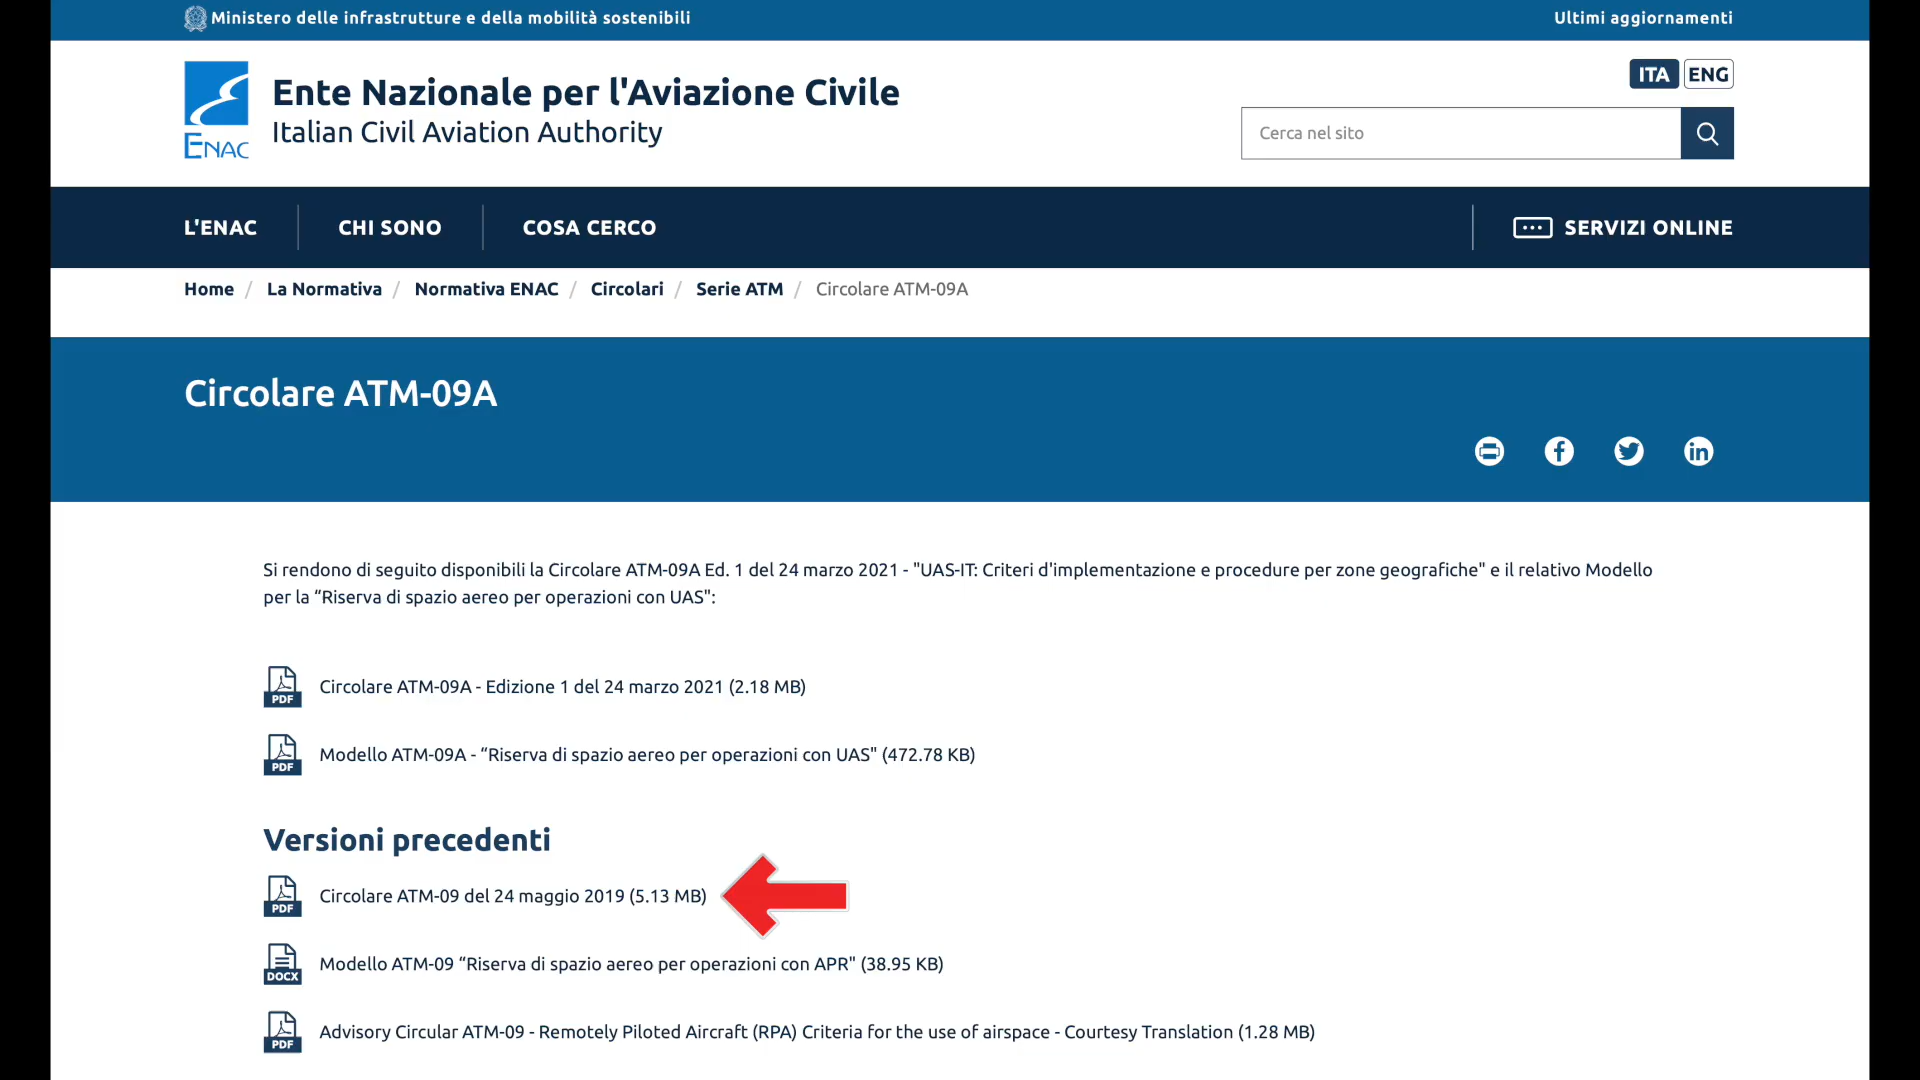 Ministero delle infrastrutture e della mobilità sostenibili
Ultimi aggiornamenti
ENAC
Ente Nazionale per l'Aviazione Civile
Italian Civil Aviation Authority
ITA ENG
Cerca nel sito
L'ENAC CHI SONO COSA CERCO SERVIZI ONLINE
Home / La Normativa / Normativa ENAC / Circolari / Serie ATM / Circolare ATM-09A
Circolare ATM-09A
Si rendono di seguito disponibili la Circolare ATM-09A Ed. 1 del 24 marzo 2021 - "UAS-IT: Criteri d'implementazione e procedure per zone geografiche" e il relativo Modello
per la “Riserva di spazio aereo per operazioni con UAS":
PDF Circolare ATM-09A - Edizione 1 del 24 marzo 2021 (2.18 MB)
PDF Modello ATM-09A - “Riserva di spazio aereo per operazioni con UAS" (472.78 KB)
Versioni precedenti
PDF Circolare ATM-09 del 24 maggio 2019 (5.13 MB)
DOCX Modello ATM-09 “Riserva di spazio aereo per operazioni con APR" (38.95 KB)
PDF Advisory Circular ATM-09 - Remotely Piloted Aircraft (RPA) Criteria for the use of airspace - Courtesy Translation (1.28 MB)